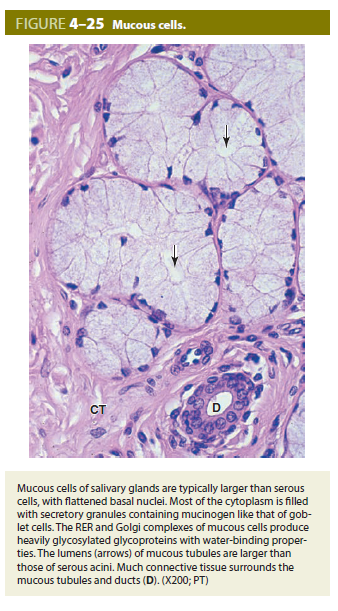 FIGURE 4–25 Mucous cells.
CT
D
Mucous cells of salivary glands are typically larger than serous
cells, with flattened basal nuclei. Most of the cytoplasm is filled
with secretory granules containing mucinogen like that of gob-
let cells. The RER and Golgi complexes of mucous cells produce
heavily glycosylated glycoproteins with water-binding proper-
ties. The lumens (arrows) of mucous tubules are larger than
those of serous acini. Much connective tissue surrounds the
mucous tubules and ducts (D). (X200; PT)